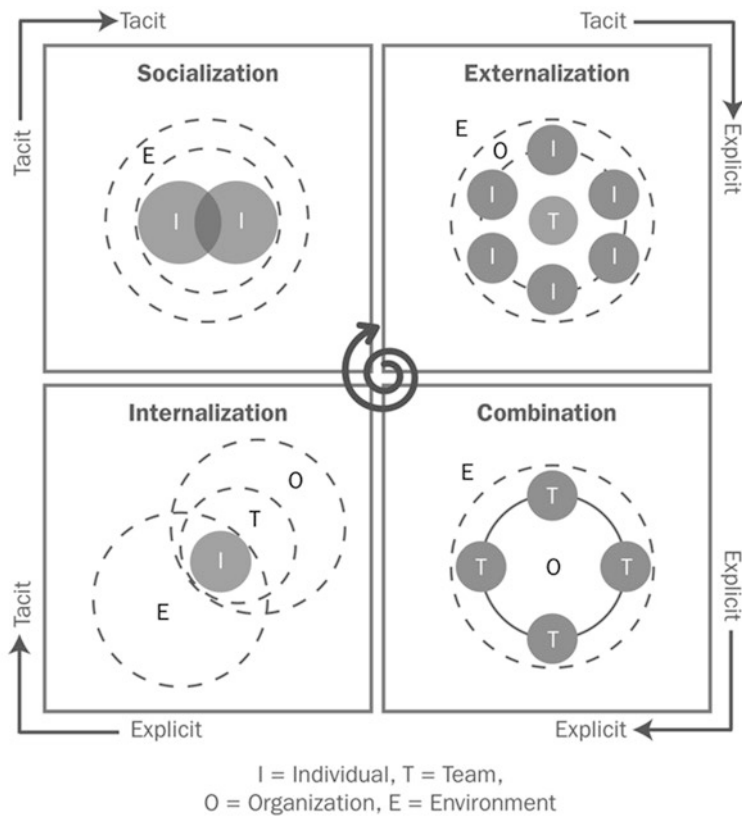 Tacit Tacit
Tacit Explicit
Socialization
E
I I
Externalization
E
O
I
I I
T
I I
I
Internalization
O
T
I
E
Combination
E
T
T O T
T
Tacit Explicit
Explicit Explicit
I = Individual, T = Team,
O = Organization, E = Environment